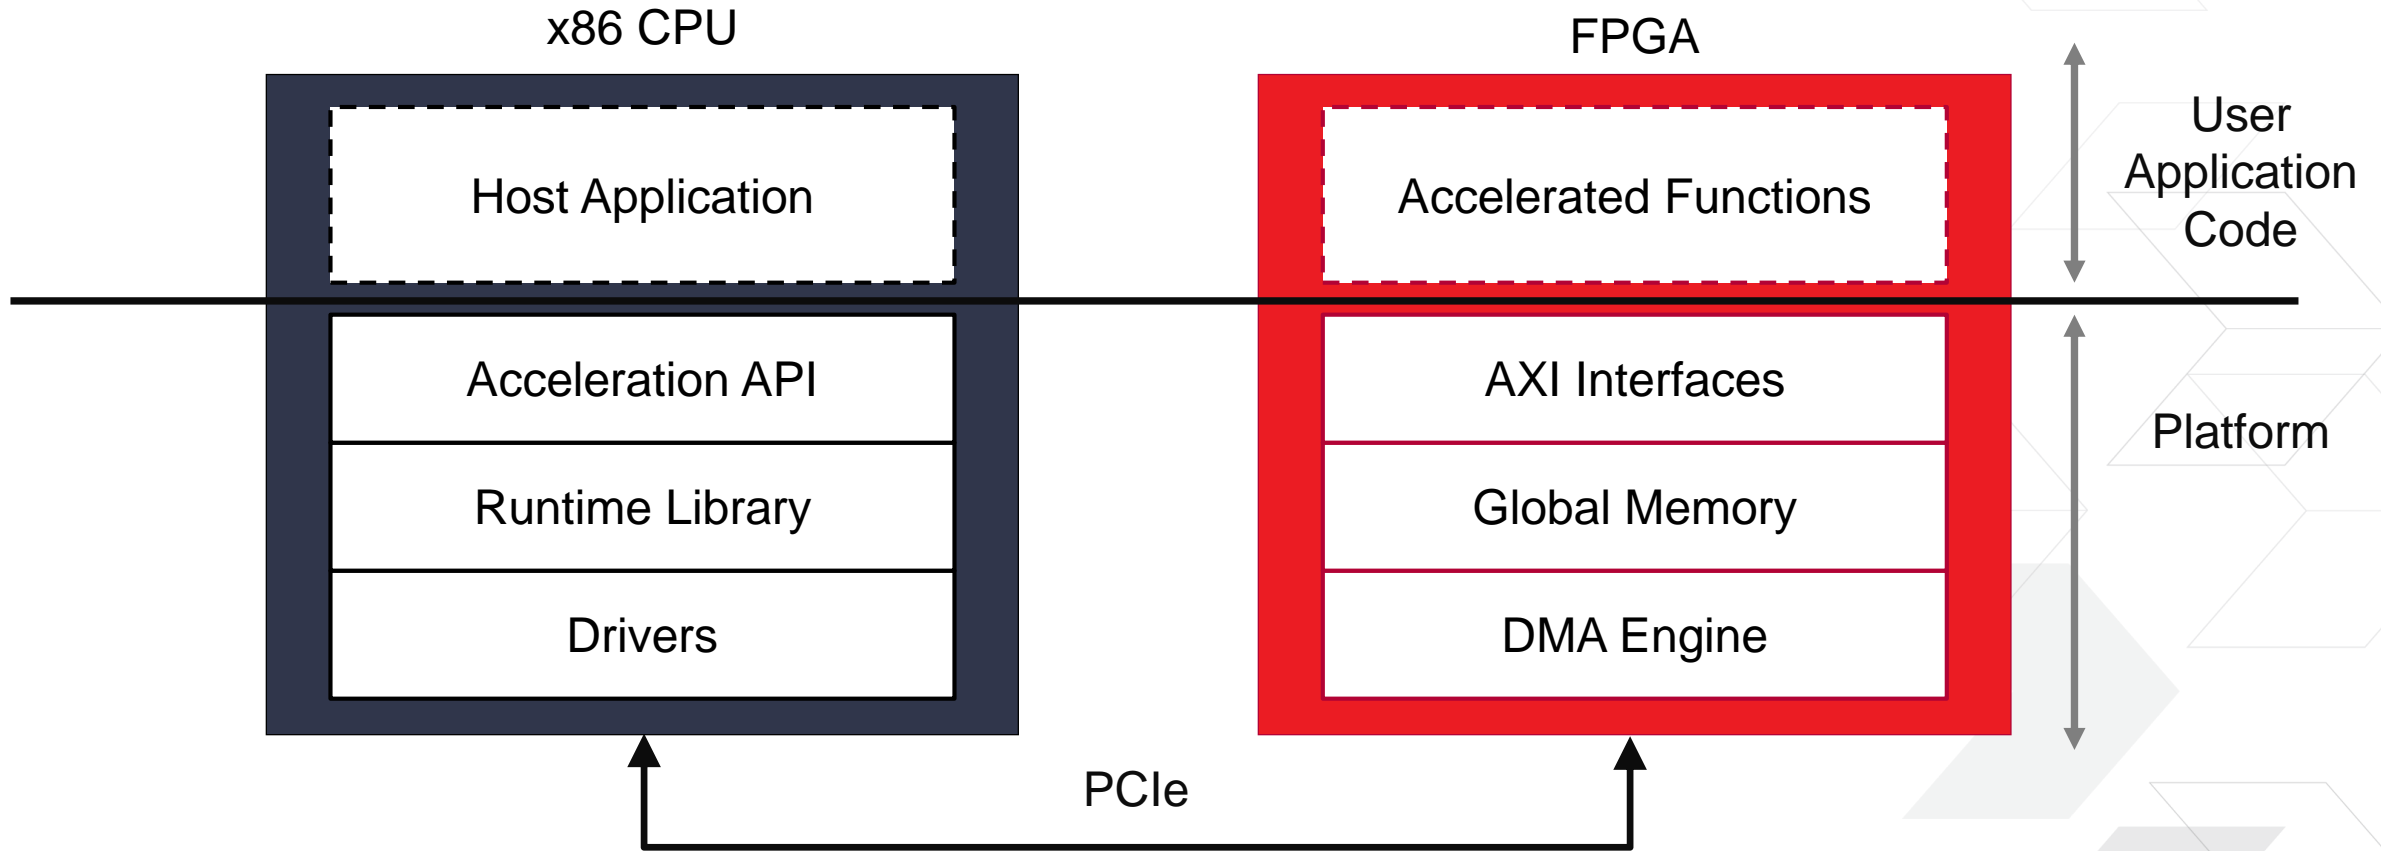 x86 CPU
FPGA
Host Application
Accelerated Functions
User
Application
Code
Acceleration API
AXI Interfaces
Platform
Runtime Library
Global Memory
Drivers
DMA Engine
PCIe